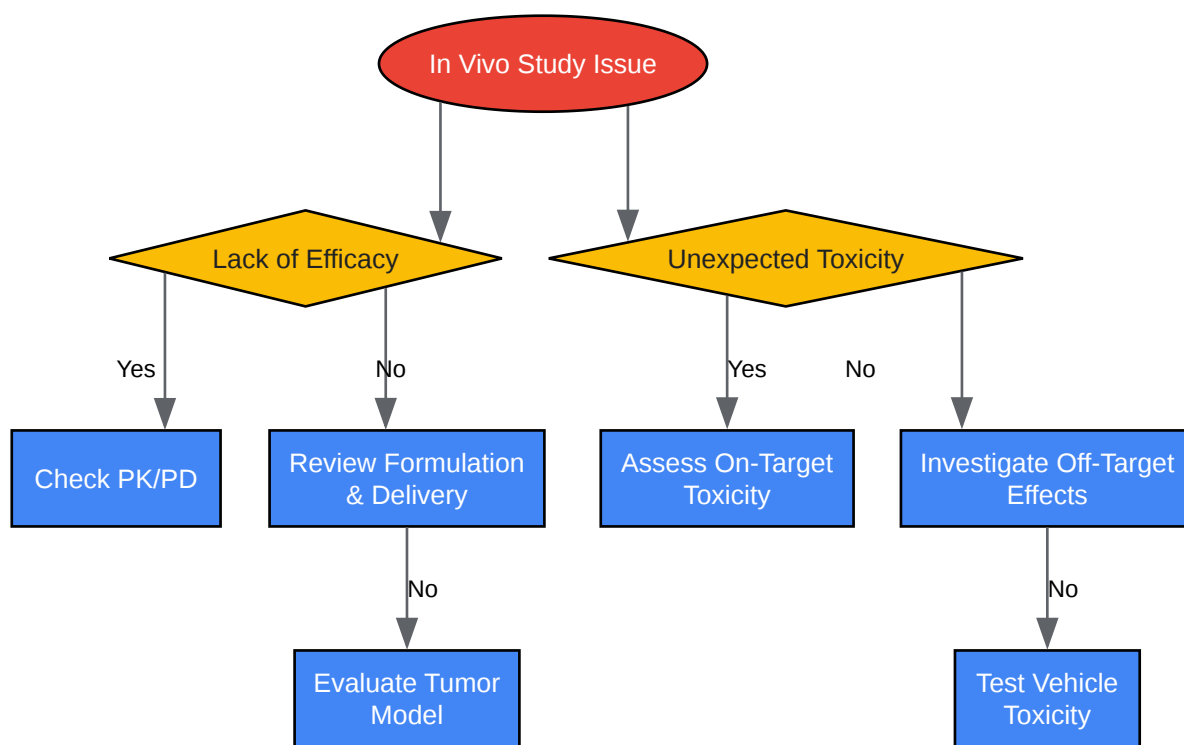 In Vivo Study Issue
Lack of Efficacy
Unexpected Toxicity
Yes
No
Yes
No
Check PK/PD
Review Formulation
& Delivery
Assess On-Target
Toxicity
Investigate Off-Target
Effects
No
No
Evaluate Tumor
Model
Test Vehicle
Toxicity